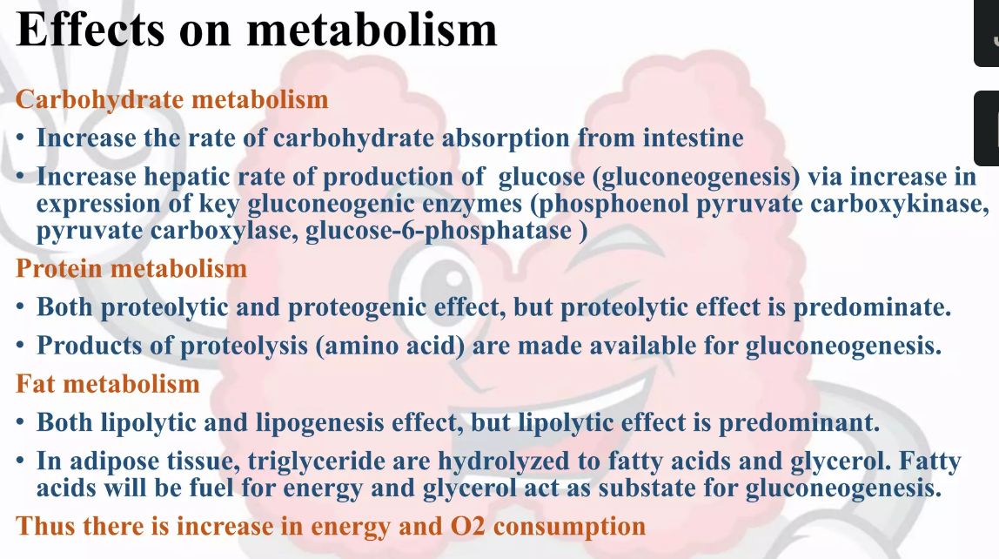 Effects on metabolism
Carbohydrate metabolism
• Increase the rate of carbohydrate absorption from intestine
• Increase hepatic rate of production of glucose (gluconeogenesis) via increase in
expression of key gluconeogenic enzymes (phosphoenol pyruvate carboxykinase,
pyruvate carboxylase, glucose-6-phosphatase )
Protein metabolism
• Both proteolytic and proteogenic effect, but proteolytic effect is predominate.
• Products of proteolysis (amino acid) are made available for gluconeogenesis.
Fat metabolism
• Both lipolytic and lipogenesis effect, but lipolytic effect is predominant.
• In adipose tissue, triglyceride are hydrolyzed to fatty acids and glycerol. Fatty
acids will be fuel for energy and glycerol act as substate for gluconeogenesis.
Thus there is increase in energy and O2 consumption